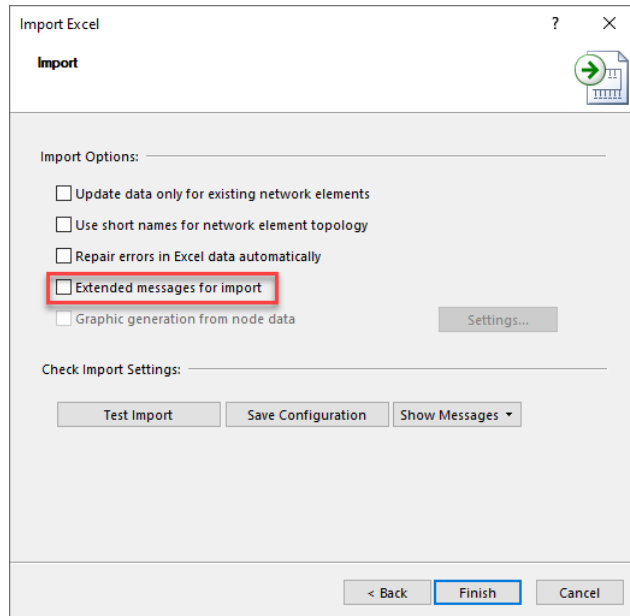 Import Excel
? ×
Import
Import Options:
Update data only for existing network elements
Use short names for network element topology
Repair errors in Excel data automatically
Extended messages for import
Graphic generation from node data
Settings...
Check Import Settings:
Test Import
Save Configuration
Show Messages
< Back
Finish
Cancel